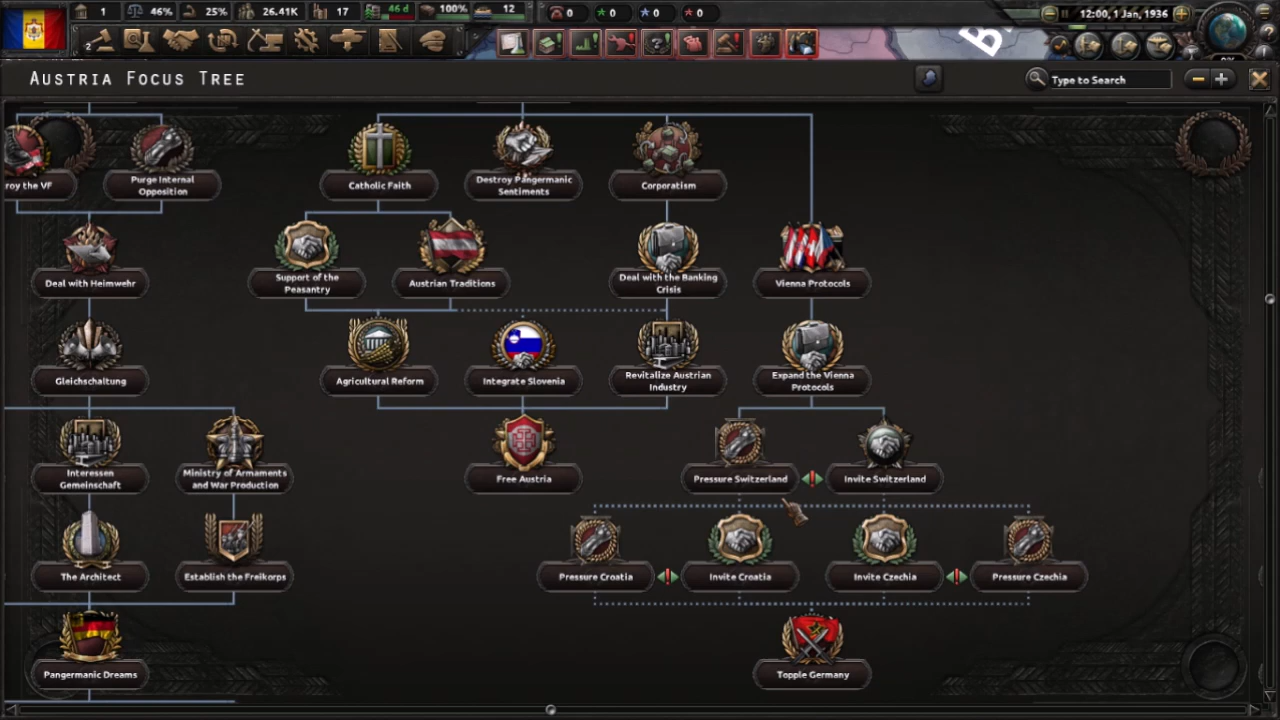 1
46%
25%
26.41K
17
46 d
100%
12
0
0
0
0
12:00, 1 Jan, 1936
Austria Focus Tree
Type to Search
roy the VF
Purge Internal
Opposition
Catholic Faith
Destroy Pangermanic
Sentiments
Corporatism
Deal with Heimwehr
Support of the
Peasantry
Austrian Traditions
Deal with the Banking
Crisis
Vienna Protocols
Gleichschaltung
Agricultural Reform
Integrate Slovenia
Revitalize Austrian
Industry
Expand the Vienna
Protocols
Interessen
Gemeinschaft
Ministry of Armaments
and War Production
Free Austria
Pressure Switzerland
Invite Switzerland
The Architect
Establish the Freikorps
Pressure Croatia
Invite Croatia
Invite Czechia
Pressure Czechia
Pangermanic Dreams
Topple Germany